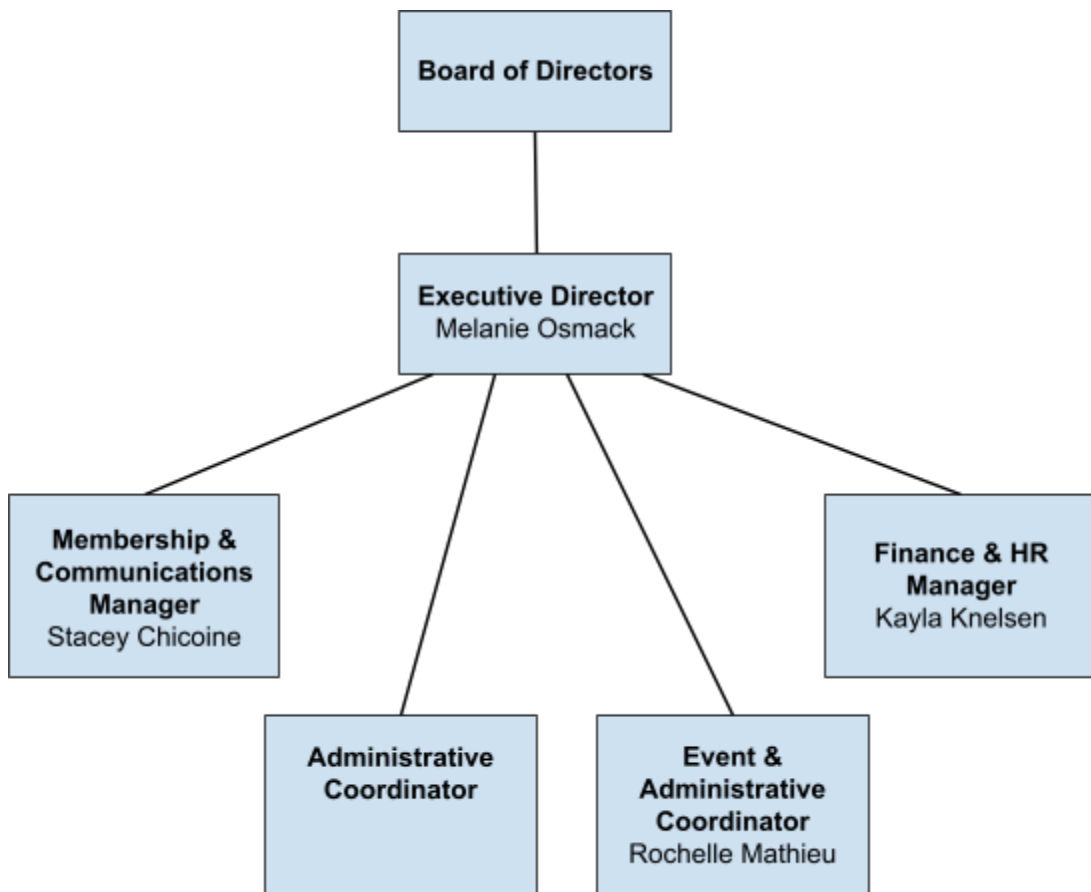 Board of Directors
Executive Director
Melanie Osmack
Membership &
Communications
Manager
Stacey Chicoine
Finance & HR
Manager
Kayla Knelsen
Administrative
Coordinator
Event &
Administrative
Coordinator
Rochelle Mathieu